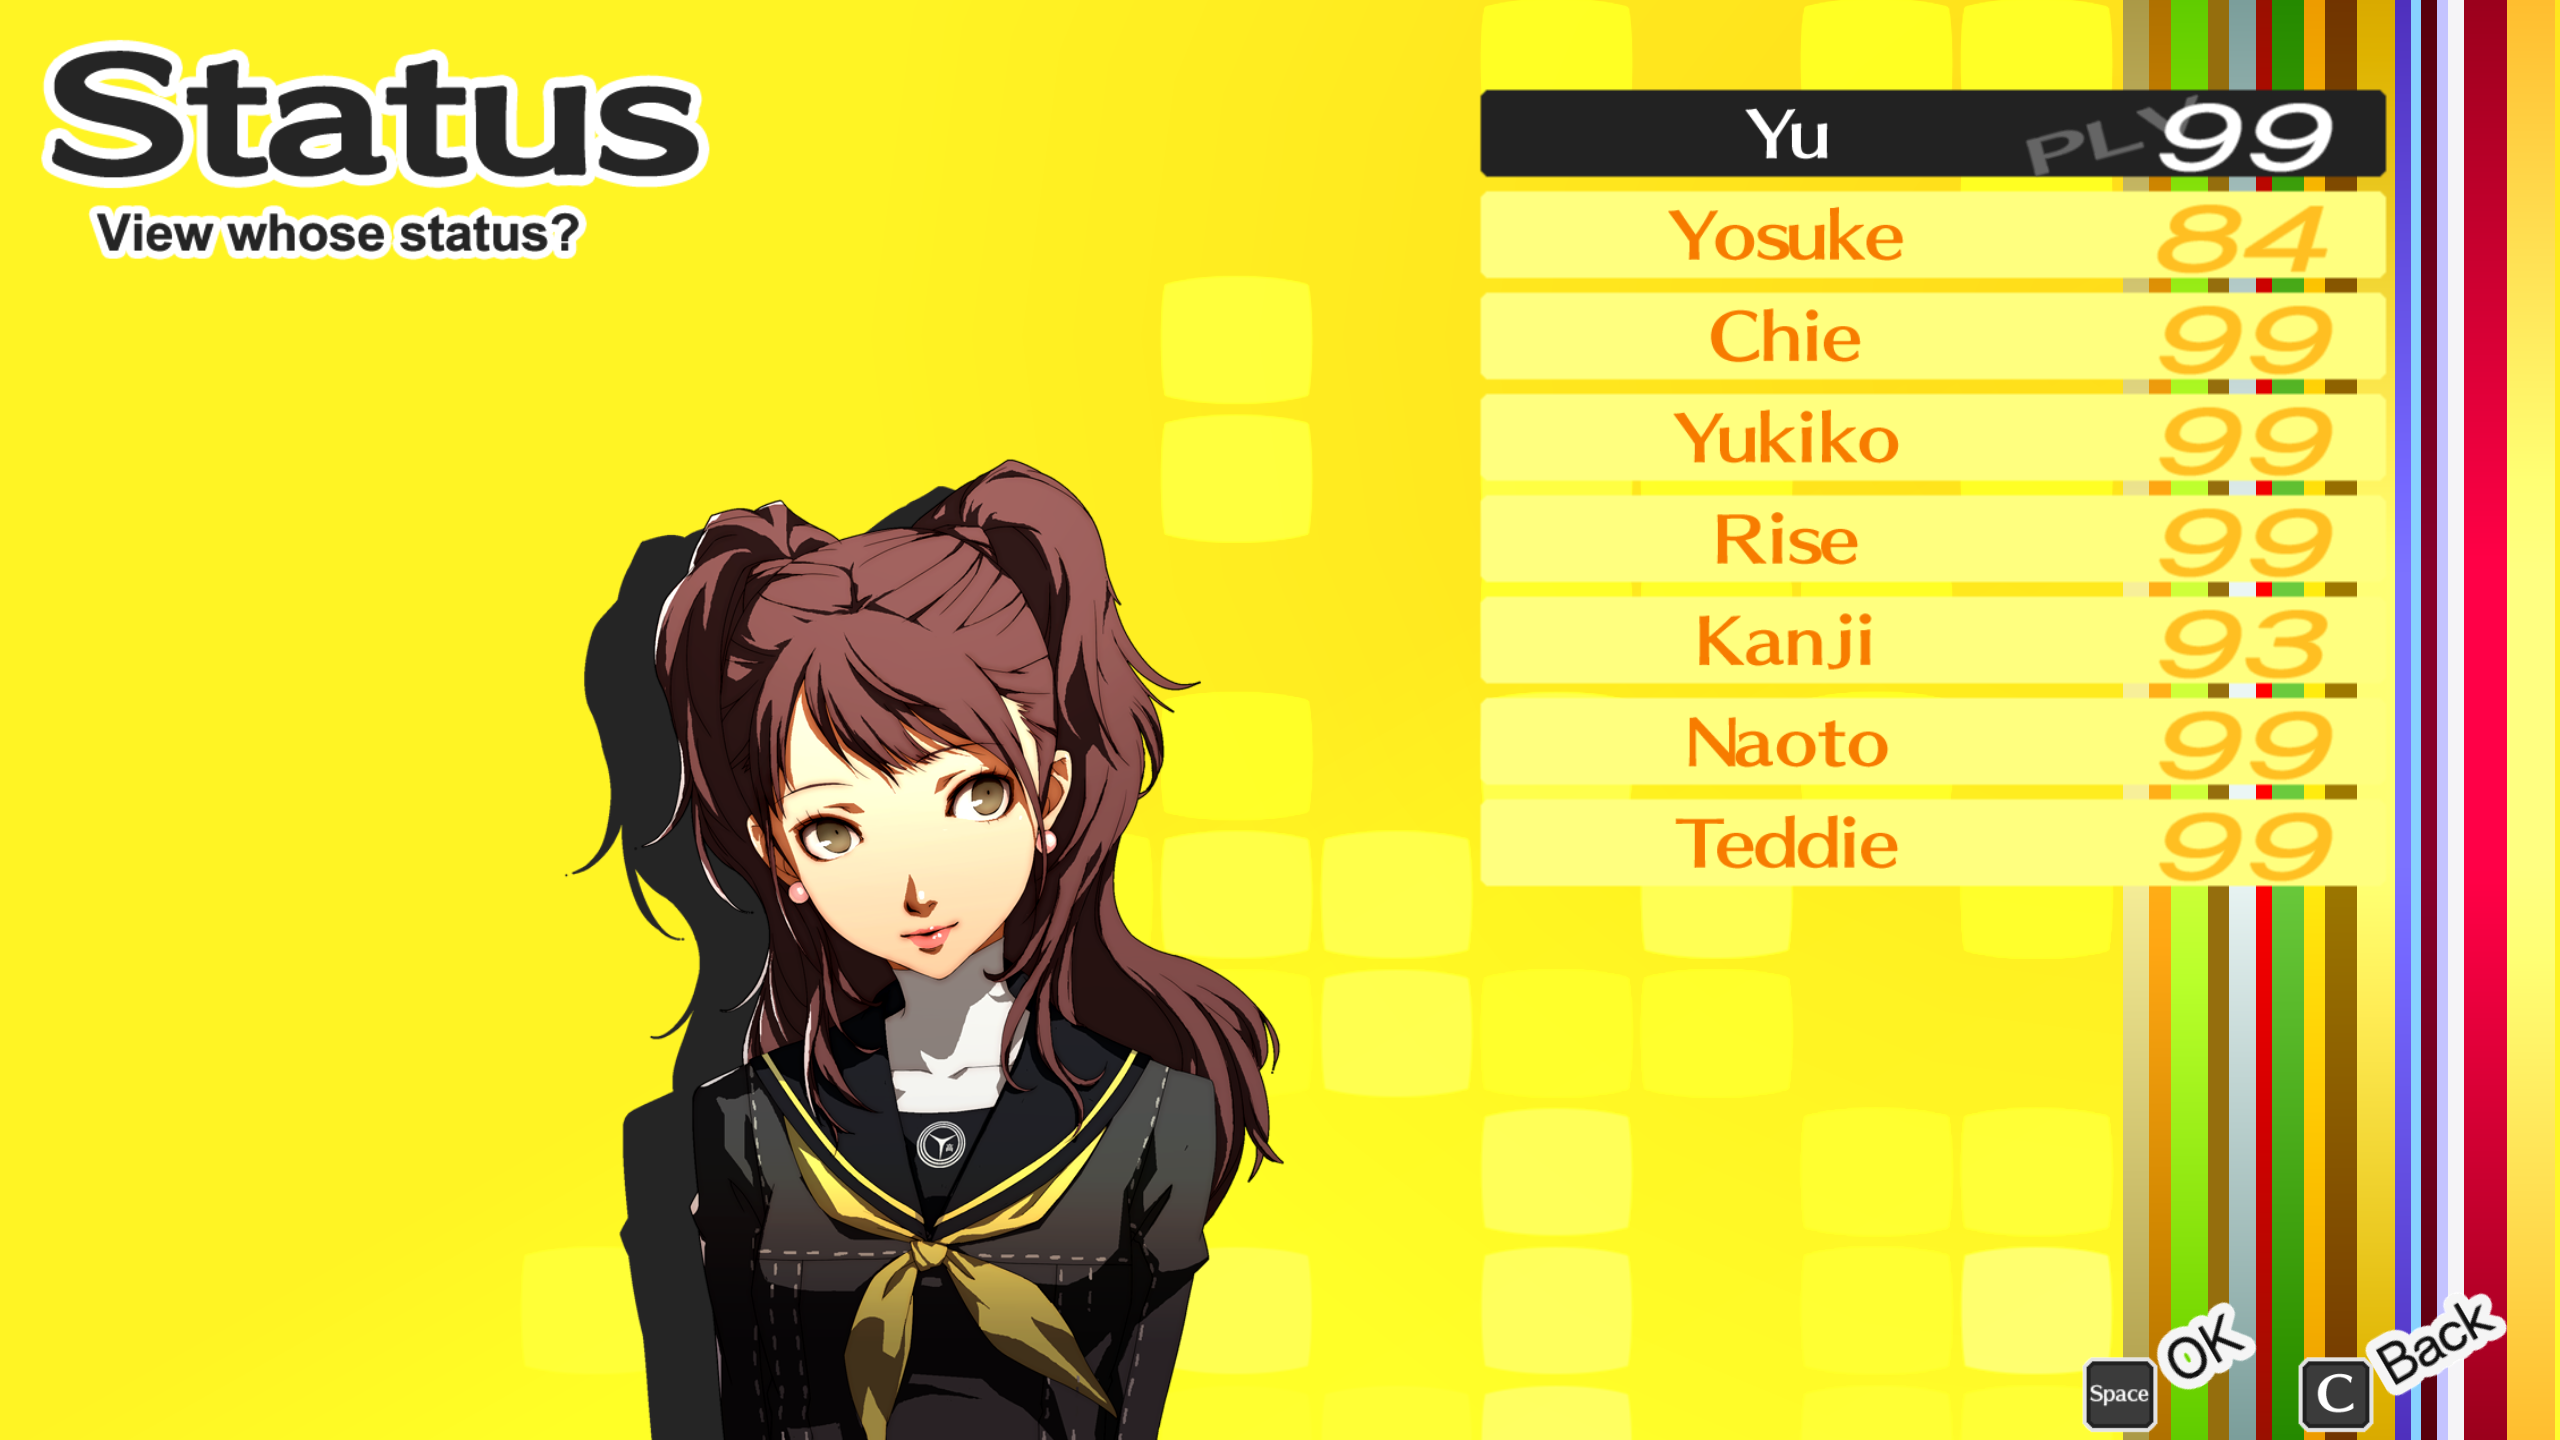 Status
View whose status?
Yu PLY 99
Yosuke 84
Chie 99
Yukiko 99
Rise 99
Kanji 93
Naoto 99
Teddie 99
Space OK C Back